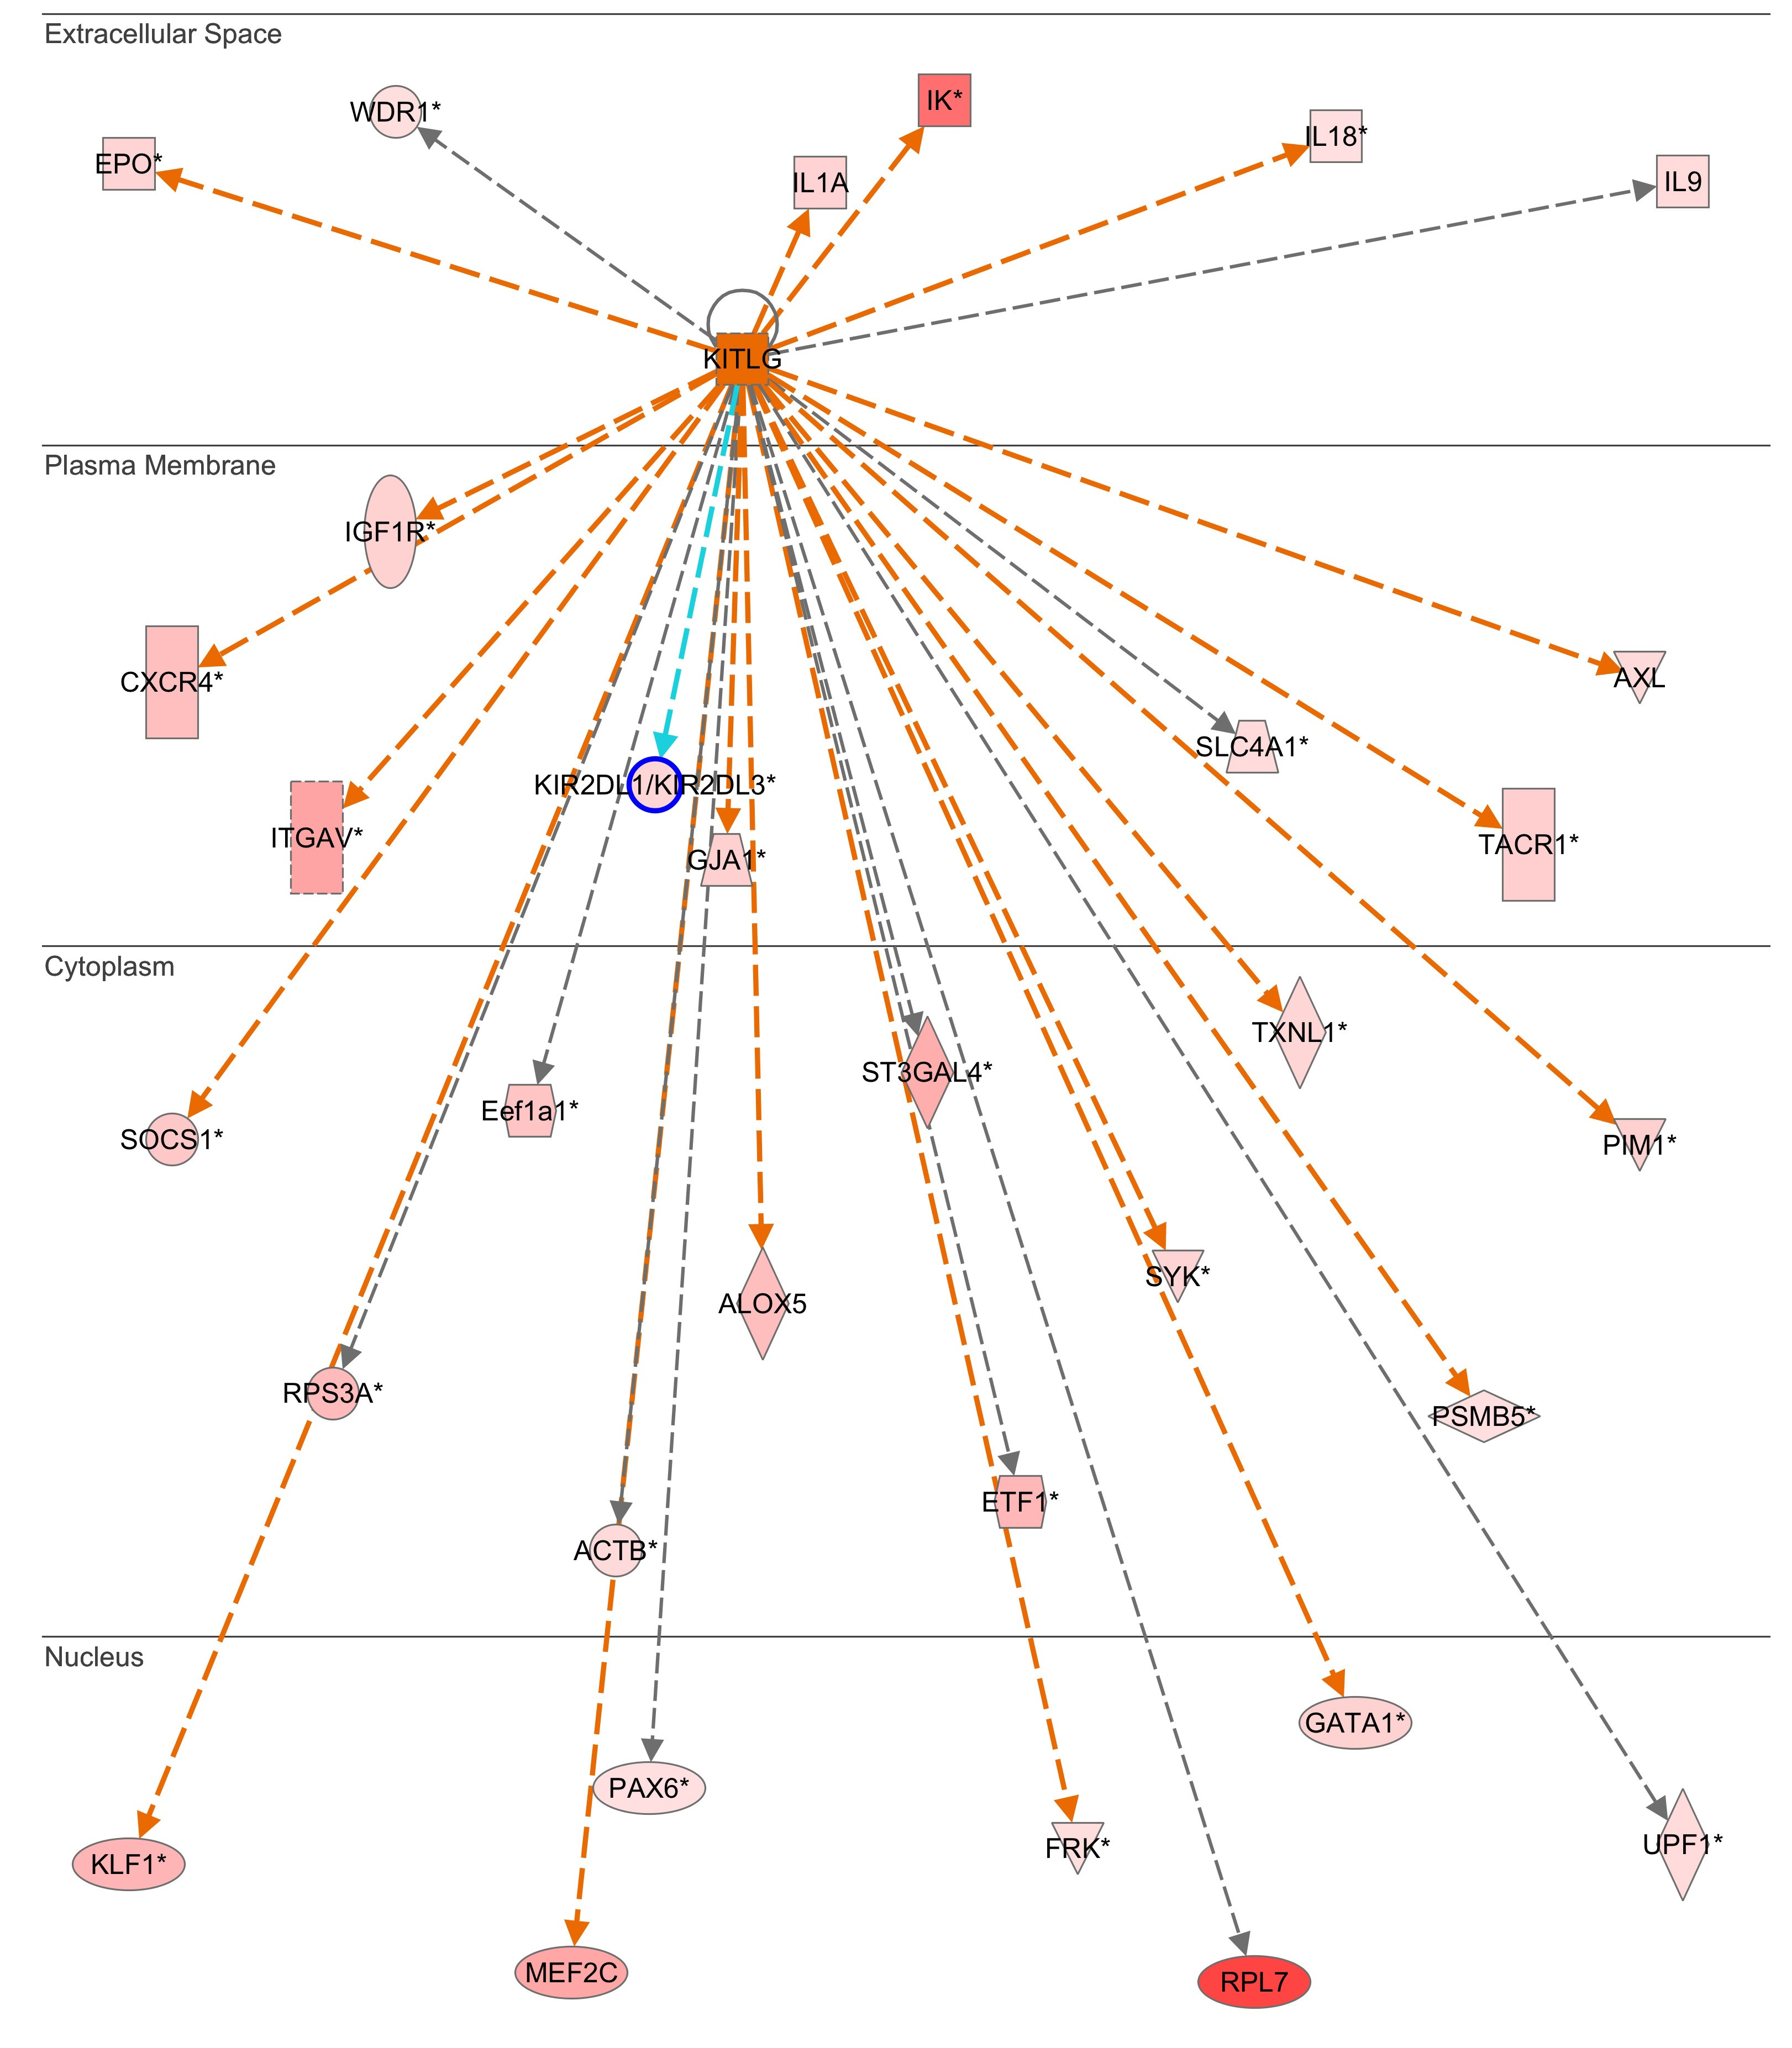 Extracellular Space
WDR1*
IK*
IL18*
EPO*
IL1A
IL9
KITLG
Plasma Membrane
IGF1R*
CXCR4*
AXL
SLC4A1*
KIR2DL1/KIR2DL3*
ITGAV*
GJA1*
TACR1*
Cytoplasm
TXNL1*
ST3GAL4*
Eef1a1*
SOCS1*
PIM1*
SYK*
ALOX5
RPS3A*
PSMB5*
ETF1*
ACTB*
Nucleus
GATA1*
PAX6*
FRK*
UPF1*
KLF1*
MEF2C
RPL7